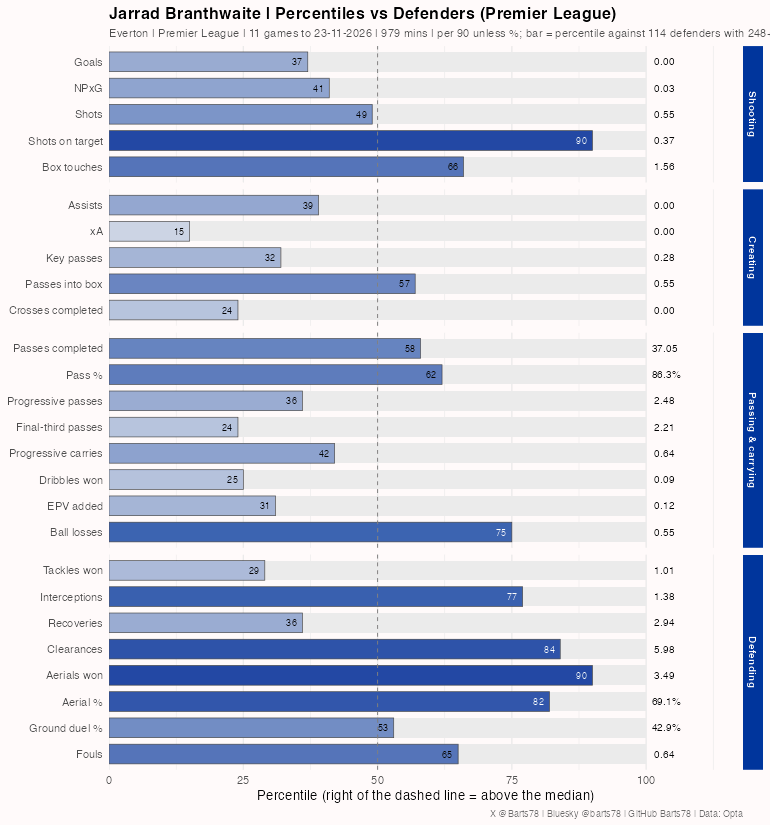 Jarrad Branthwaite | Percentiles vs Defenders (Premier League)
Everton | Premier League | 11 games to 23-11-2026 | 979 mins | per 90 unless %; bar = percentile against 114 defenders with 248-
Goals 37 0.00
NPxG 41 0.03
Shots 49 0.55
Shots on target 90 0.37
Box touches 66 1.56
Shooting
Assists 39 0.00
xA 15 0.00
Key passes 32 0.28
Passes into box 57 0.55
Crosses completed 24 0.00
Creating
Passes completed 58 37.05
Pass % 62 86.3%
Progressive passes 36 2.48
Final-third passes 24 2.21
Progressive carries 42 0.64
Dribbles won 25 0.09
EPV added 31 0.12
Ball losses 75 0.55
Passing & carrying
Tackles won 29 1.01
Interceptions 77 1.38
Recoveries 36 2.94
Clearances 84 5.98
Aerials won 90 3.49
Aerial % 82 69.1%
Ground duel % 53 42.9%
Fouls 65 0.64
Defending
0 25 50 75 100
Percentile (right of the dashed line = above the median)
X @Barts78 | Bluesky @barts78 | GitHub Barts78 | Data: Opta